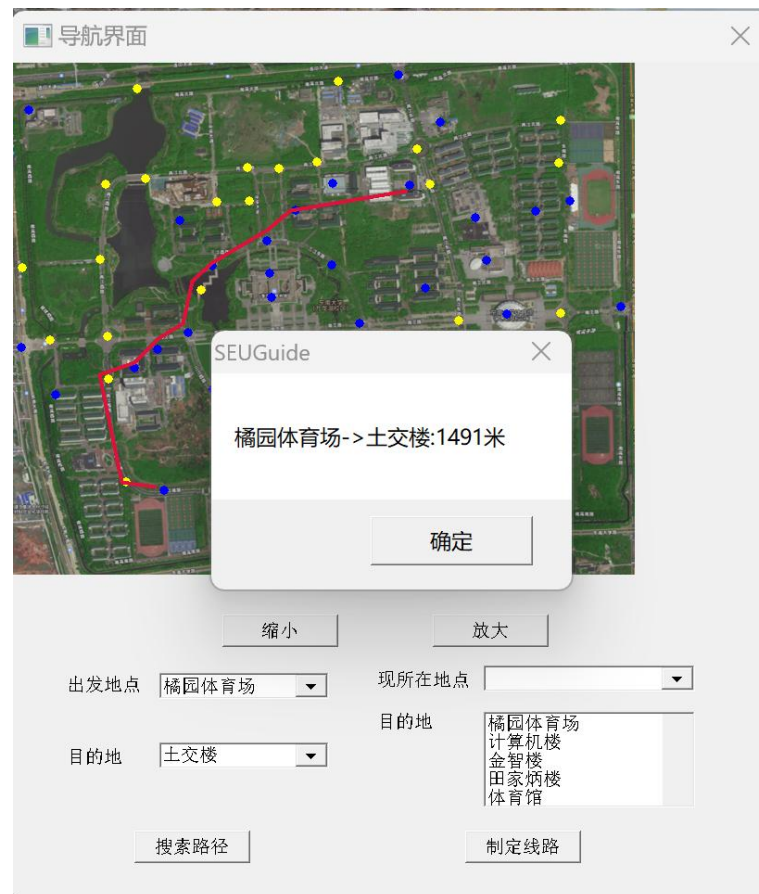 导航界面
SEUGuide
橘园体育场->土交楼:1491米
确定
缩小
放大
出发地点
橘园体育场
现所在地点
目的地
土交楼
目的地
橘园体育场
计算机楼
金智楼
田家炳楼
体育馆
搜索路径
制定线路